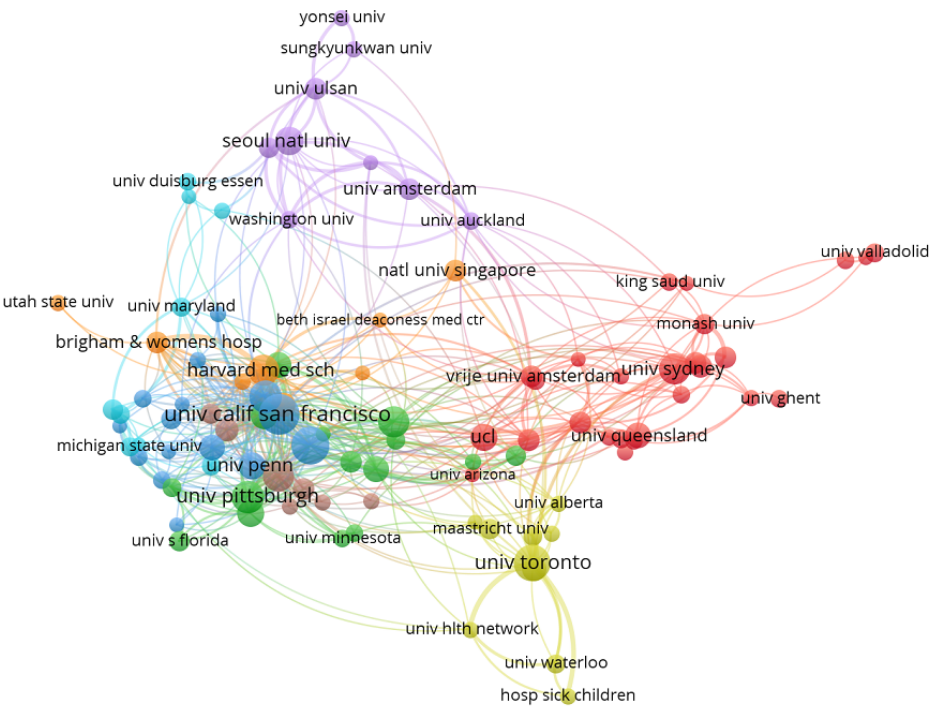 yonsei univ
sungkyunkwan univ
univ ulsan
seoul natl univ
univ duisburg essen
univ amsterdam
washington univ
univ auckland
univ valladolid
natl univ singapore
king saud univ
utah state univ
univ maryland
beth israel deaconess med ctr
monash univ
brigham & womens hosp
harvard med sch
vrije univ amsterdam
univ sydney
univ ghent
univ calif san francisco
ucl
univ queensland
michigan state univ
univ penn
univ arizona
univ pittsburgh
univ alberta
maastricht univ
univ s florida
univ minnesota
univ toronto
univ hlth network
univ waterloo
hosp sick children